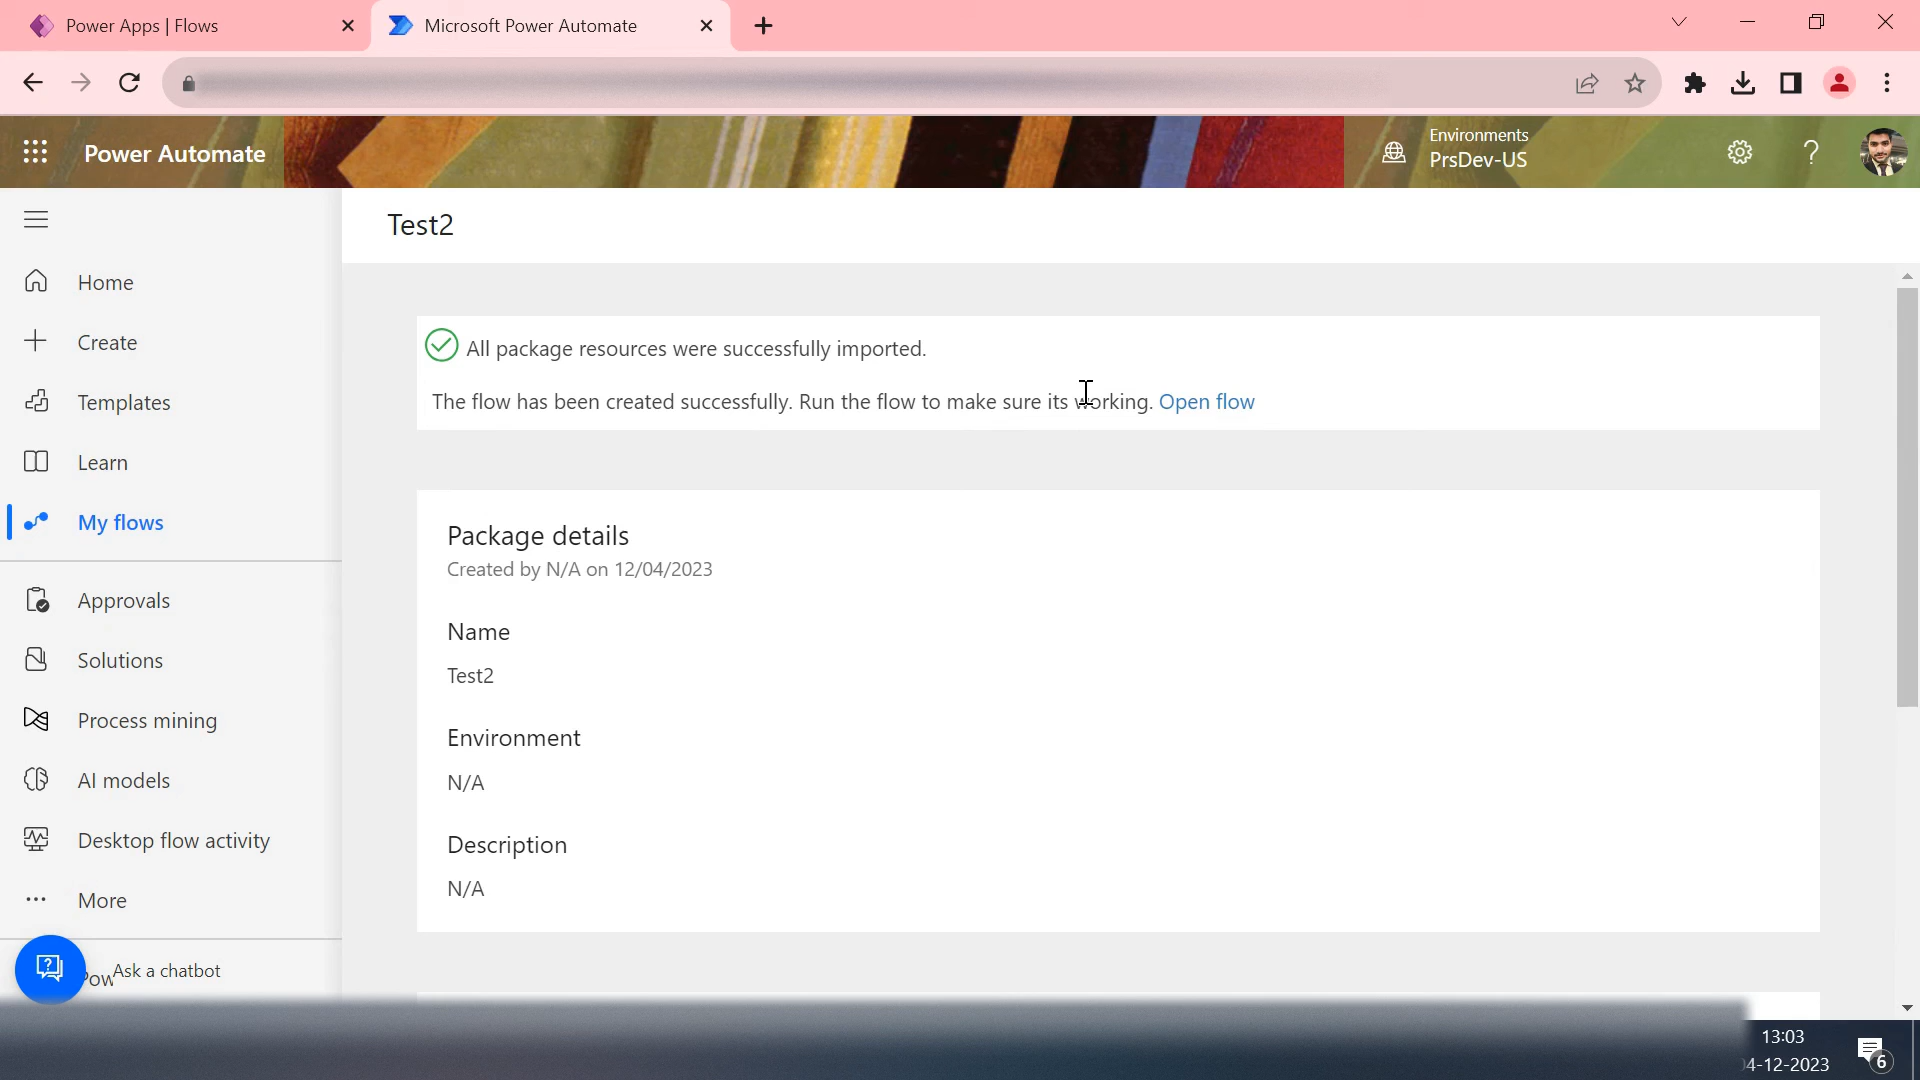 Power Apps | Flows
Microsoft Power Automate
Power Automate
Environments
PrsDev-US
Home
Create
Templates
Learn
My flows
Approvals
Solutions
Process mining
AI models
Desktop flow activity
More
Ask a chatbot
Test2
All package resources were successfully imported.
The flow has been created successfully. Run the flow to make sure its working. Open flow
Package details
Created by N/A on 12/04/2023
Name
Test2
Environment
N/A
Description
N/A
13:03
4-12-2023
6